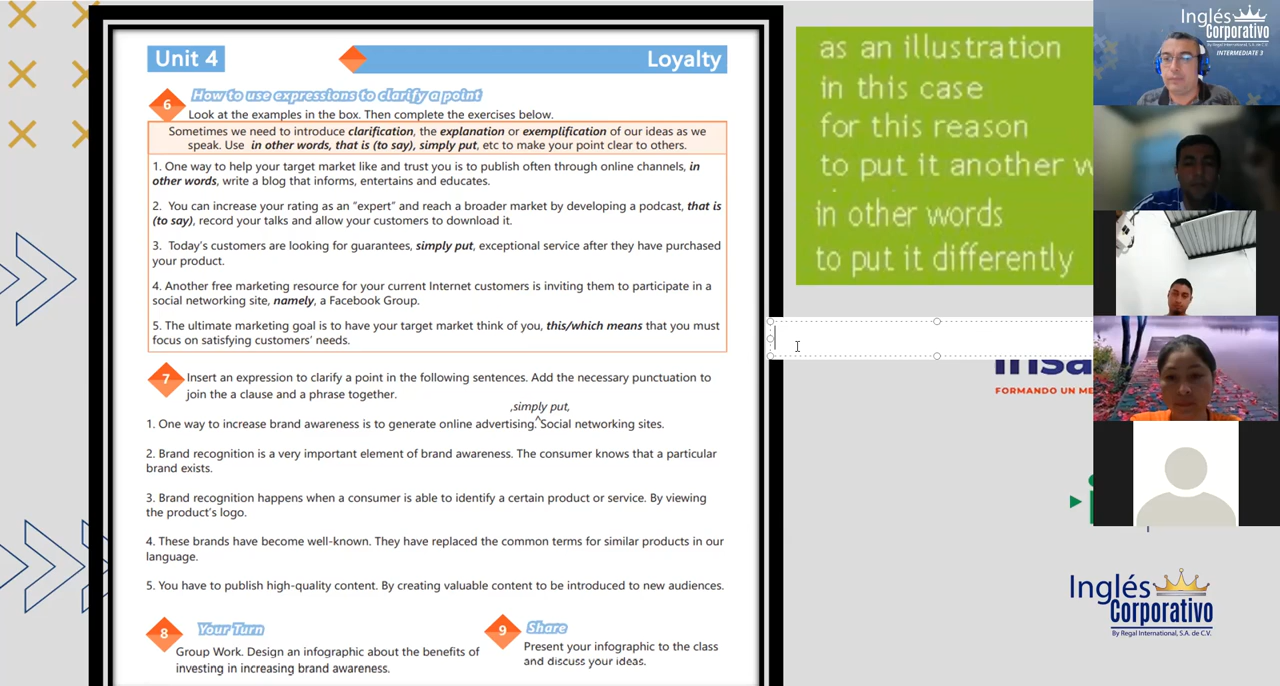 Unit 4
Loyalty
6
How to use expressions to clarify a point
Look at the examples in the box. Then complete the exercises below.
Sometimes we need to introduce clarification, the explanation or exemplification of our ideas as we
speak. Use in other words, that is (to say), simply put, etc to make your point clear to others.
1. One way to help your target market like and trust you is to publish often through online channels, in
other words, write a blog that informs, entertains and educates.
2. You can increase your rating as an “expert” and reach a broader market by developing a podcast, that is
(to say), record your talks and allow your customers to download it.
3. Today’s customers are looking for guarantees, simply put, exceptional service after they have purchased
your product.
4. Another free marketing resource for your current Internet customers is inviting them to participate in a
social networking site, namely, a Facebook Group.
5. The ultimate marketing goal is to have your target market think of you, this/which means that you must
focus on satisfying customers’ needs.
7
Insert an expression to clarify a point in the following sentences. Add the necessary punctuation to
join the a clause and a phrase together.
,simply put,
1. One way to increase brand awareness is to generate online advertising.^Social networking sites.
2. Brand recognition is a very important element of brand awareness. The consumer knows that a particular
brand exists.
3. Brand recognition happens when a consumer is able to identify a certain product or service. By viewing
the product’s logo.
4. These brands have become well-known. They have replaced the common terms for similar products in our
language.
5. You have to publish high-quality content. By creating valuable content to be introduced to new audiences.
8
Your Turn
Group Work. Design an infographic about the benefits of
investing in increasing brand awareness.
9
Share
Present your infographic to the class
and discuss your ideas.
as an illustration
in this case
for this reason
to put it another w
in other words
to put it differently
FORMANDO UN ME
Inglés
Corporativo
By Regal International, S.A. de C.V.
Inglés
Corporativo
By Regal International, S.A. de C.V.
INTERMEDIATE 3